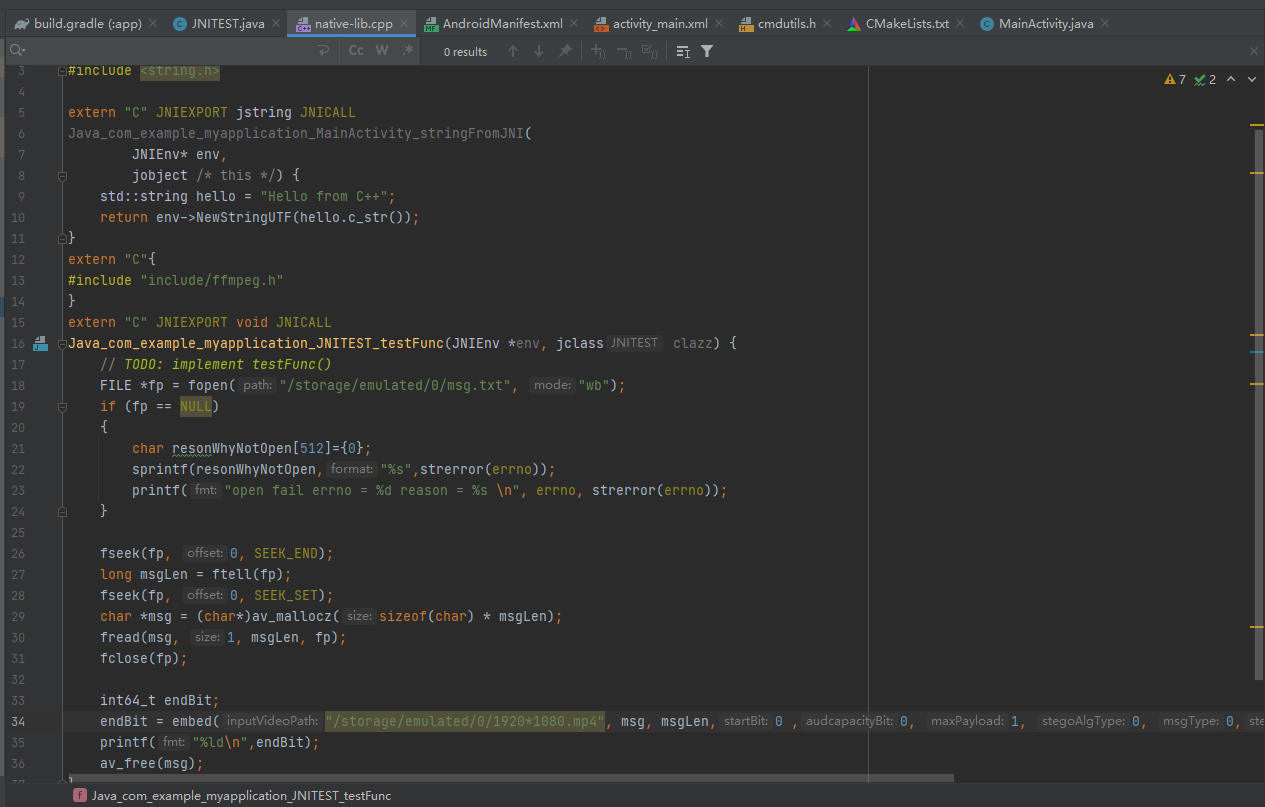 build.gradle (:app) JNITEST.java native-lib.cpp AndroidManifest.xml activity_main.xml cmdutils.h CMakeLists.txt MainActivity.java
Cc W .* 0 results
3 #include <string.h> 7 2
4
5 extern "C" JNIEXPORT jstring JNICALL
6 Java_com_example_myapplication_MainActivity_stringFromJNI(
7 JNIEnv* env,
8 jobject /* this */) {
9 std::string hello = "Hello from C++";
10 return env->NewStringUTF(hello.c_str());
11 }
12 extern "C"{
13 #include "include/ffmpeg.h"
14 }
15 extern "C" JNIEXPORT void JNICALL
16 Java_com_example_myapplication_JNITEST_testFunc(JNIEnv *env, jclass JNITEST clazz) {
17 // TODO: implement testFunc()
18 FILE *fp = fopen( path: "/storage/emulated/0/msg.txt", mode: "wb");
19 if (fp == NULL)
20 {
21 char resonWhyNotOpen[512]={0};
22 sprintf(resonWhyNotOpen, format: "%s",strerror(errno));
23 printf( fmt: "open fail errno = %d reason = %s \n", errno, strerror(errno));
24 }
25
26 fseek(fp, offset: 0, SEEK_END);
27 long msgLen = ftell(fp);
28 fseek(fp, offset: 0, SEEK_SET);
29 char *msg = (char*)av_mallocz( size: sizeof(char) * msgLen);
30 fread(msg, size: 1, msgLen, fp);
31 fclose(fp);
32
33 int64_t endBit;
34 endBit = embed( inputVideoPath: "/storage/emulated/0/1920*1080.mp4", msg, msgLen, startBit: 0 , audcapacityBit: 0, maxPayload: 1, stegoAlgType: 0, msgType: 0, ste
35 printf( fmt: "%ld\n",endBit);
36 av_free(msg);
}
Java_com_example_myapplication_JNITEST_testFunc